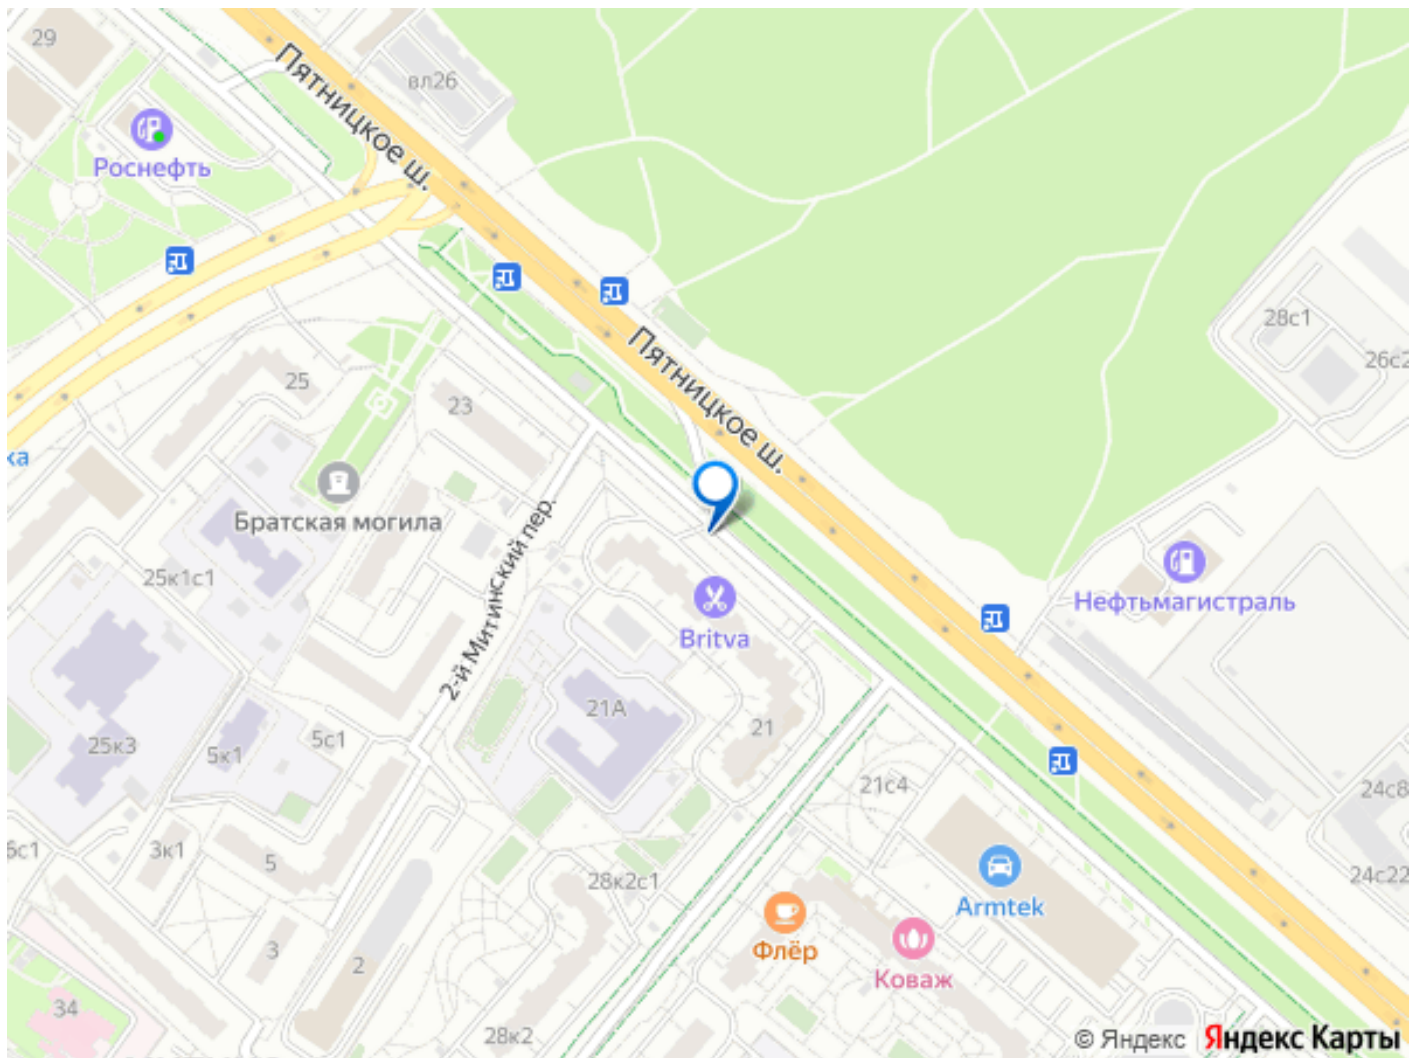 29
вл26
Пятницкое ш.
Роснефть
28с1
26с2
Пятницкое ш.
25
23
ка
Братская могила
2-й Митинский пер.
25к1с1
Нефтьмагистраль
Britva
21А
21
25к3
5к1
5с1
21с4
24с8
6с1
3к1
5
28к2с1
24с22
Armtek
Флёр
Коваж
3
2
34
28к2
© Яндекс Яндекс Карты